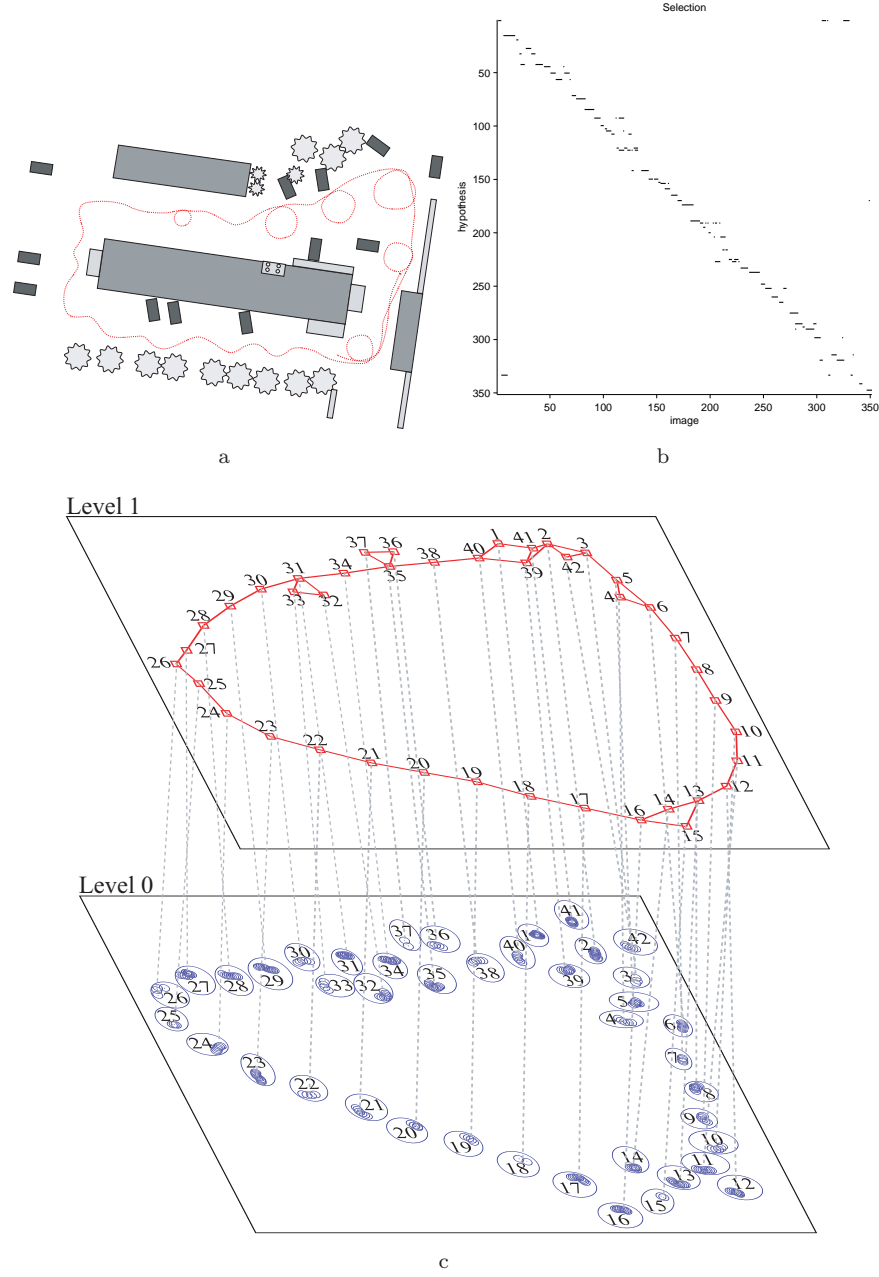 Selection
50
100
150
200
250
300
350
hypothesis
50 100 150 200 250 300 350
image
a
b
Level 1
1 2 3 41 40 39 42
37 36 38 35 34
31 30 33 32 29
5 4 6
28 7
27 26 8
25 9
24 10
23 22 11
21 20 19 12
18 17 13 14
16 15
Level 0
41
37 36 1 42
30 31 34 40 2
29 28 27 33 32 35 38 39 3
26 5
25 4 6
24 7
23
22 8
21 9
20 19 10
18 14 11
17 13 12
16 15
c